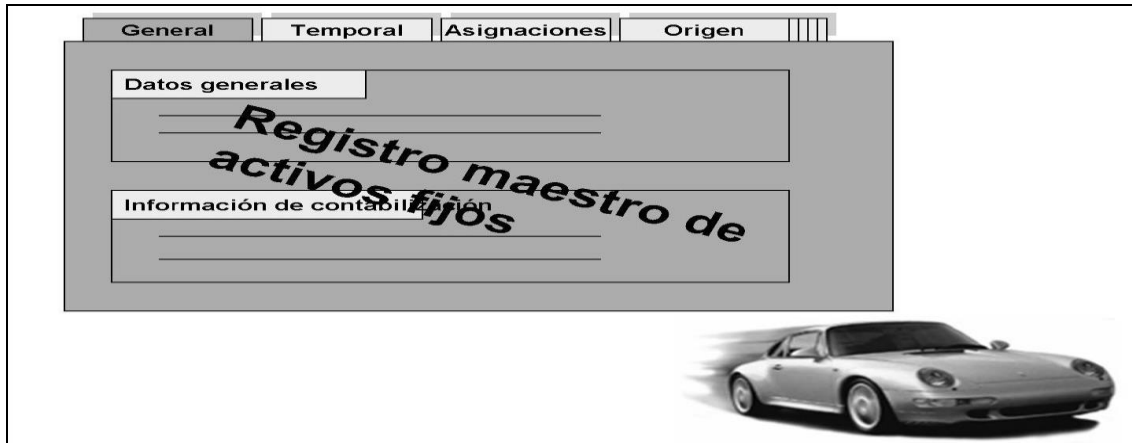 General Temporal Asignaciones Origen
Datos generales
Registro maestro de
activos fijos
Información de contabilización